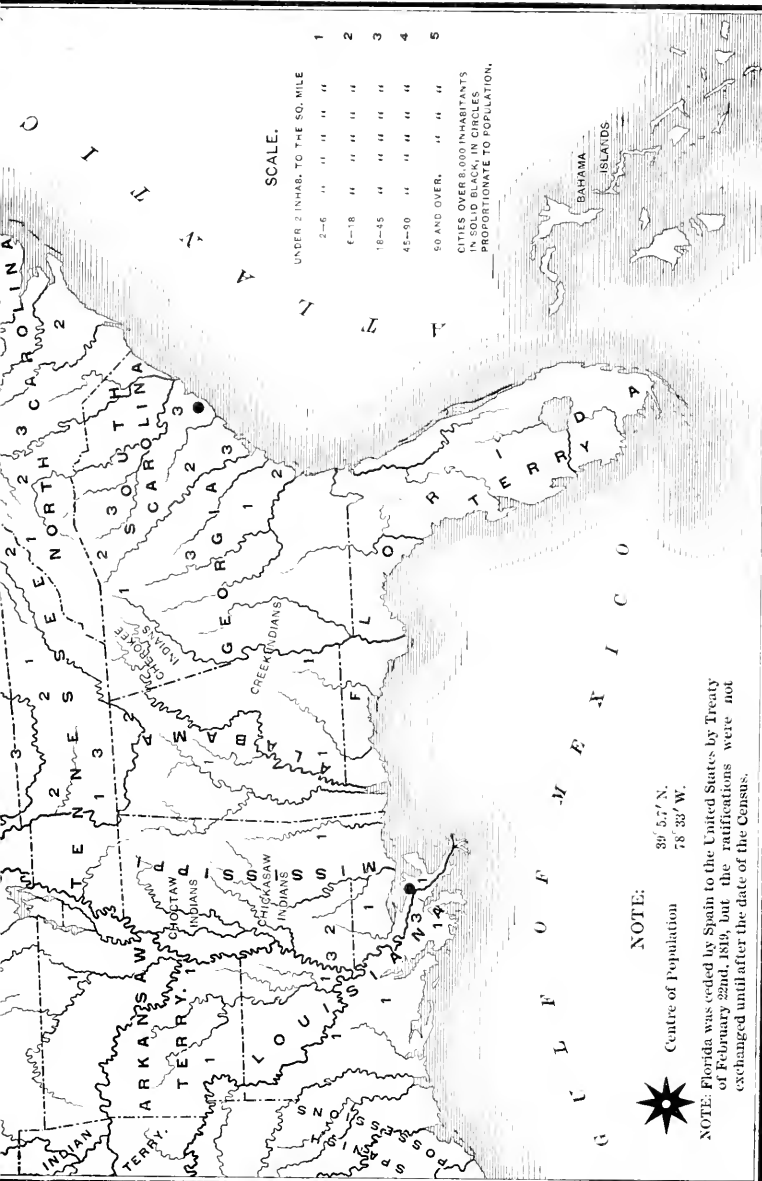 NORTH CAROLINA
SOUTH
CAROLINA
TENNESSEE
GEORGIA
CHEROKEE
INDIANS
CREEK INDIANS
ALABAMA
MISSISSIPPI
CHOCTAW
INDIANS
CHICKASAW
INDIANS
ARKANSAW
TERRY.
INDIAN
TERRY.
LOUISIANA
SPANISH
POSSESSIONS
FLORIDA
TERRY
ATLANTIC O
BAHAMA
ISLANDS
GULF OF MEXICO
SCALE.
UNDER 2 INHAB. TO THE SQ. MILE 1
2–6 " " " " " 2
6–18 " " " " " 3
18–45 " " " " " 4
45–90 " " " " " 5
90 AND OVER. " " "
CITIES OVER 8,000 INHABITANTS
IN SOLID BLACK, IN CIRCLES
PROPORTIONATE TO POPULATION.
NOTE:
Centre of Population 39° 5.7′ N.
78° 33′ W.
NOTE: Florida was ceded by Spain to the United States by Treaty
of February 22nd, 1819, but the ratifications were not
exchanged until after the date of the Census.